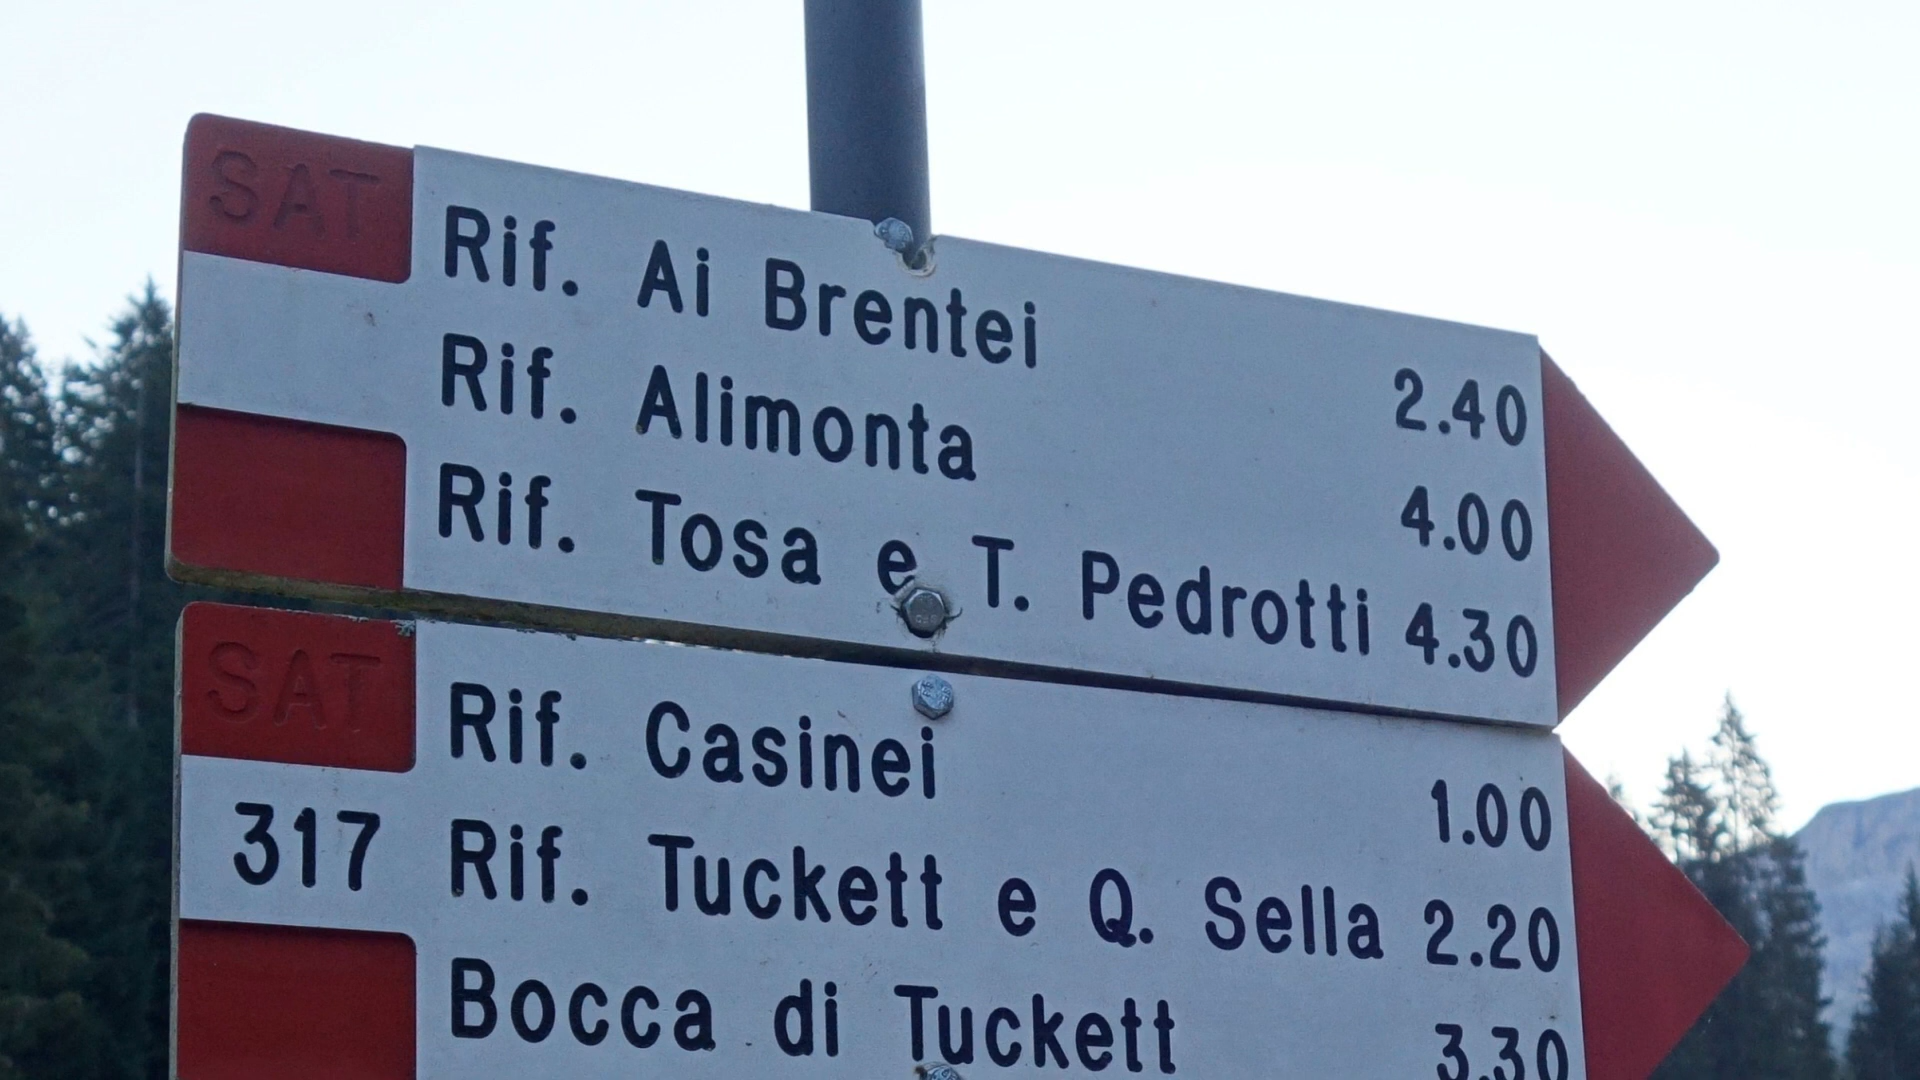 SAT
Rif. Ai Brentei 2.40
Rif. Alimonta 4.00
Rif. Tosa e T. Pedrotti 4.30
SAT
Rif. Casinei 1.00
317 Rif. Tuckett e Q. Sella 2.20
Bocca di Tuckett 3.30